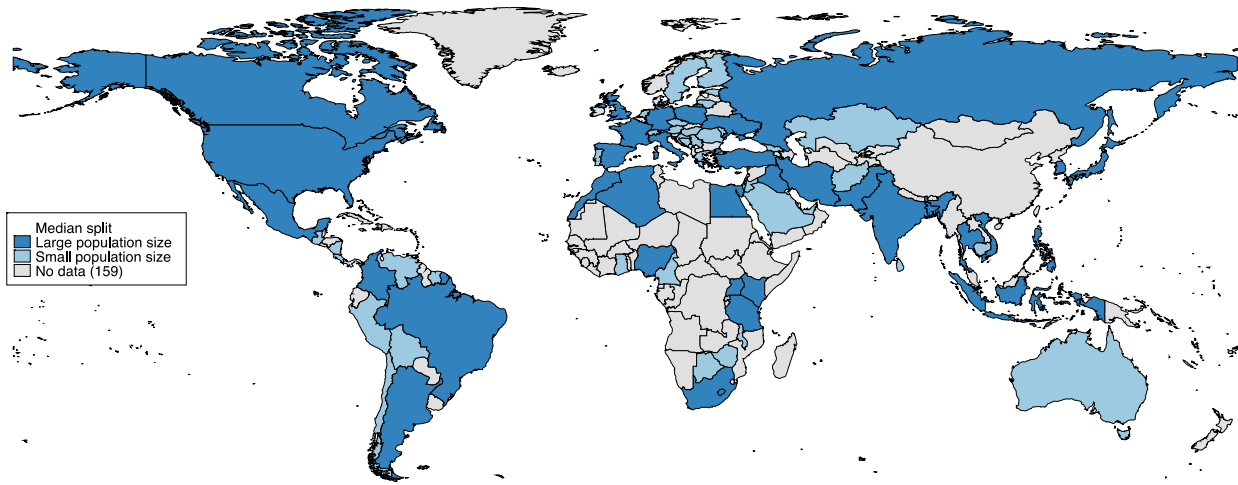 Median split
Large population size
Small population size
No data (159)